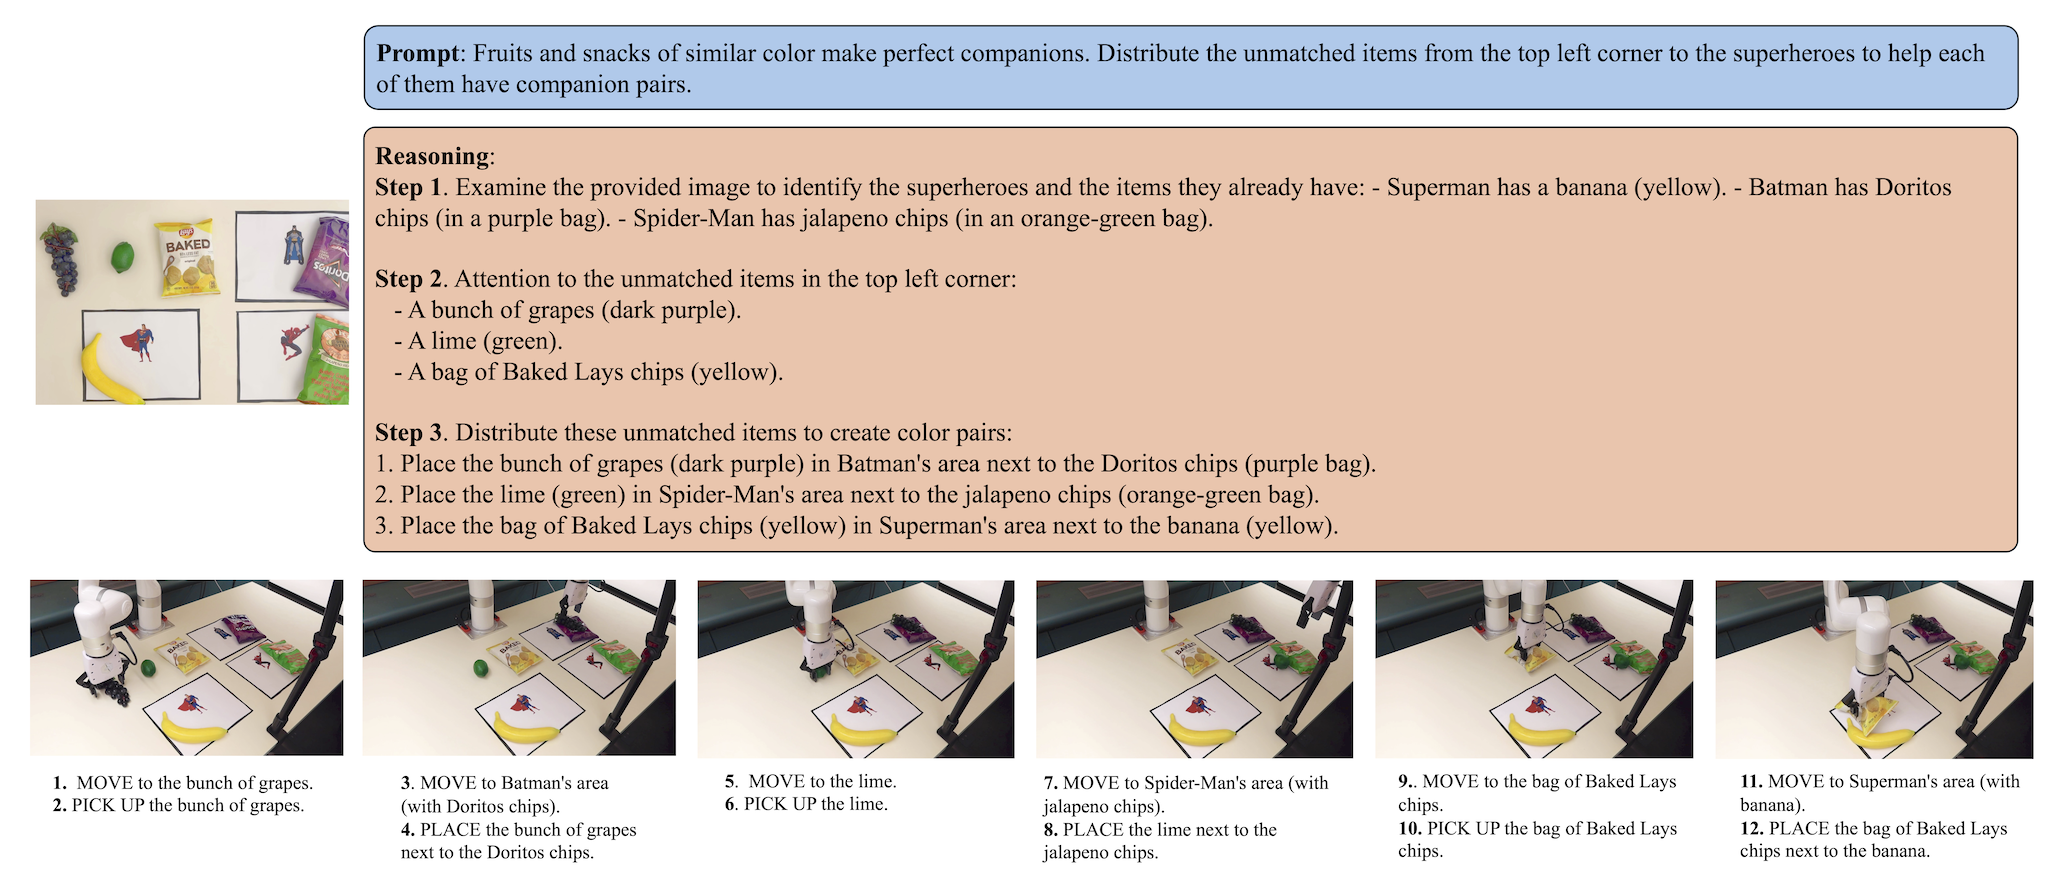 Prompt: Fruits and snacks of similar color make perfect companions. Distribute the unmatched items from the top left corner to the superheroes to help each
of them have companion pairs.
Reasoning:
Step 1. Examine the provided image to identify the superheroes and the items they already have: - Superman has a banana (yellow). - Batman has Doritos
chips (in a purple bag). - Spider-Man has jalapeno chips (in an orange-green bag).
Step 2. Attention to the unmatched items in the top left corner:
- A bunch of grapes (dark purple).
- A lime (green).
- A bag of Baked Lays chips (yellow).
Step 3. Distribute these unmatched items to create color pairs:
1. Place the bunch of grapes (dark purple) in Batman's area next to the Doritos chips (purple bag).
2. Place the lime (green) in Spider-Man's area next to the jalapeno chips (orange-green bag).
3. Place the bag of Baked Lays chips (yellow) in Superman's area next to the banana (yellow).
Lay's
BAKED
Doritos
1. MOVE to the bunch of grapes.
2. PICK UP the bunch of grapes.
3. MOVE to Batman's area
(with Doritos chips).
4. PLACE the bunch of grapes
next to the Doritos chips.
5. MOVE to the lime.
6. PICK UP the lime.
7. MOVE to Spider-Man's area (with
jalapeno chips).
8. PLACE the lime next to the
jalapeno chips.
9.. MOVE to the bag of Baked Lays
chips.
10. PICK UP the bag of Baked Lays
chips.
11. MOVE to Superman's area (with
banana).
12. PLACE the bag of Baked Lays
chips next to the banana.